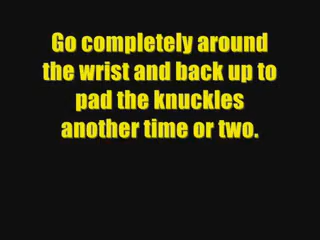 Go completely around
the wrist and back up to
pad the knuckles
another time or two.